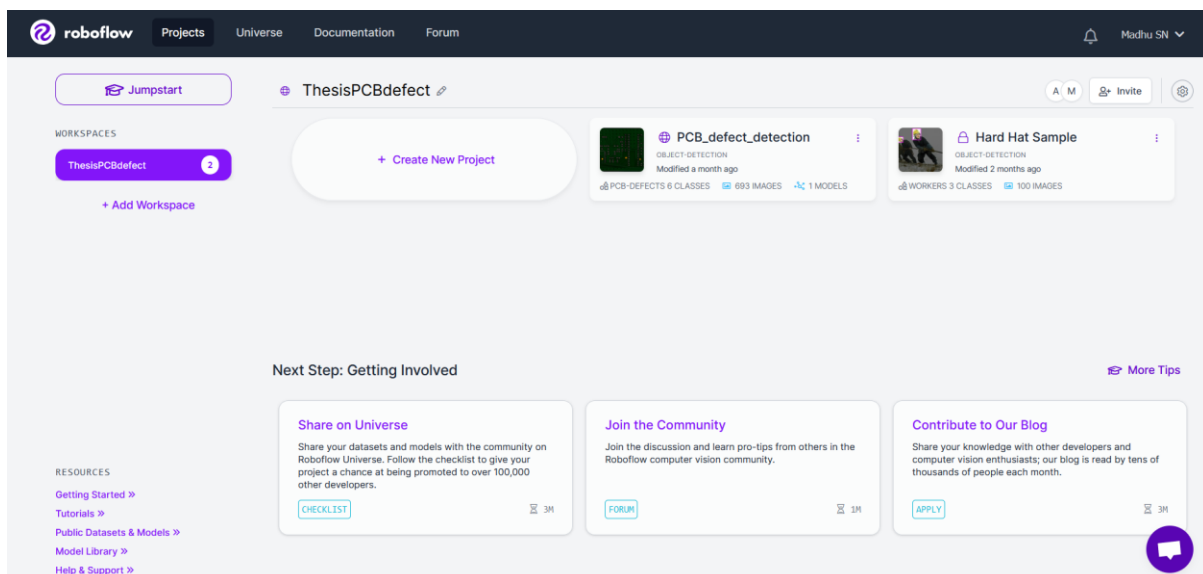 roboflow
Projects
Universe
Documentation
Forum
Madhu SN
Jumpstart
WORKSPACES
ThesisPCBdefect
2
+ Add Workspace
ThesisPCBdefect
A M
Invite
+ Create New Project
PCB_defect_detection
OBJECT-DETECTION
Modified a month ago
PCB-DEFECTS 6 CLASSES 693 IMAGES 1 MODELS
Hard Hat Sample
OBJECT-DETECTION
Modified 2 months ago
WORKERS 3 CLASSES 100 IMAGES
Next Step: Getting Involved
More Tips
Share on Universe
Share your datasets and models with the community on
Roboflow Universe. Follow the checklist to give your
project a chance at being promoted to over 100,000
other developers.
CHECKLIST
3M
Join the Community
Join the discussion and learn pro-tips from others in the
Roboflow computer vision community.
FORUM
1M
Contribute to Our Blog
Share your knowledge with other developers and
computer vision enthusiasts; our blog is read by tens of
thousands of people each month.
APPLY
3M
RESOURCES
Getting Started »
Tutorials »
Public Datasets & Models »
Model Library »
Help & Support »